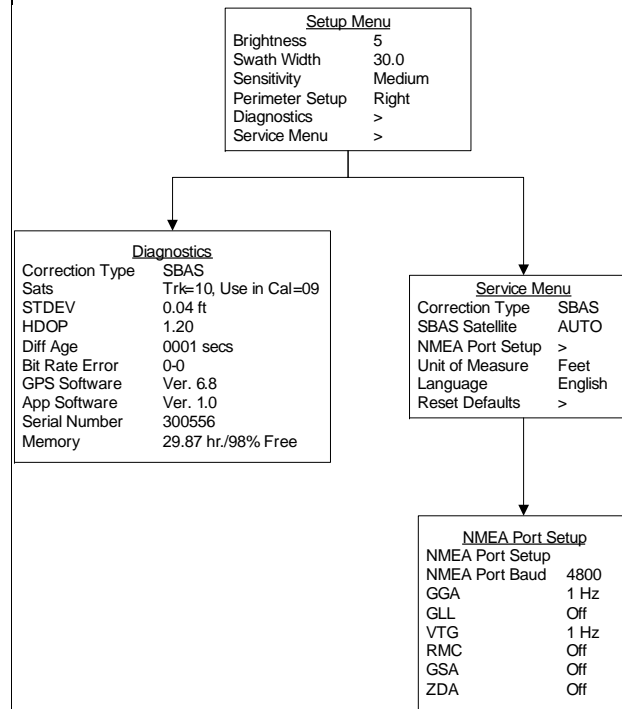 Setup Menu
Brightness 5
Swath Width 30.0
Sensitivity Medium
Perimeter Setup Right
Diagnostics >
Service Menu >
Diagnostics
Correction Type SBAS
Sats Trk=10, Use in Cal=09
STDEV 0.04 ft
HDOP 1.20
Diff Age 0001 secs
Bit Rate Error 0-0
GPS Software Ver. 6.8
App Software Ver. 1.0
Serial Number 300556
Memory 29.87 hr./98% Free
Service Menu
Correction Type SBAS
SBAS Satellite AUTO
NMEA Port Setup >
Unit of Measure Feet
Language English
Reset Defaults >
NMEA Port Setup
NMEA Port Setup
NMEA Port Baud 4800
GGA 1 Hz
GLL Off
VTG 1 Hz
RMC Off
GSA Off
ZDA Off